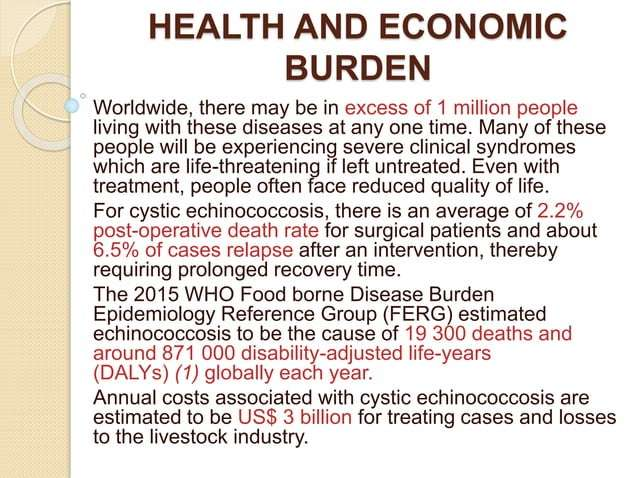 HEALTH AND ECONOMIC
BURDEN
Worldwide, there may be in excess of 1 million people
living with these diseases at any one time. Many of these
people will be experiencing severe clinical syndromes
which are life-threatening if left untreated. Even with
treatment, people often face reduced quality of life.
For cystic echinococcosis, there is an average of 2.2%
post-operative death rate for surgical patients and about
6.5% of cases relapse after an intervention, thereby
requiring prolonged recovery time.
The 2015 WHO Food borne Disease Burden
Epidemiology Reference Group (FERG) estimated
echinococcosis to be the cause of 19 300 deaths and
around 871 000 disability-adjusted life-years
(DALYs) (1) globally each year.
Annual costs associated with cystic echinococcosis are
estimated to be US$ 3 billion for treating cases and losses
to the livestock industry.